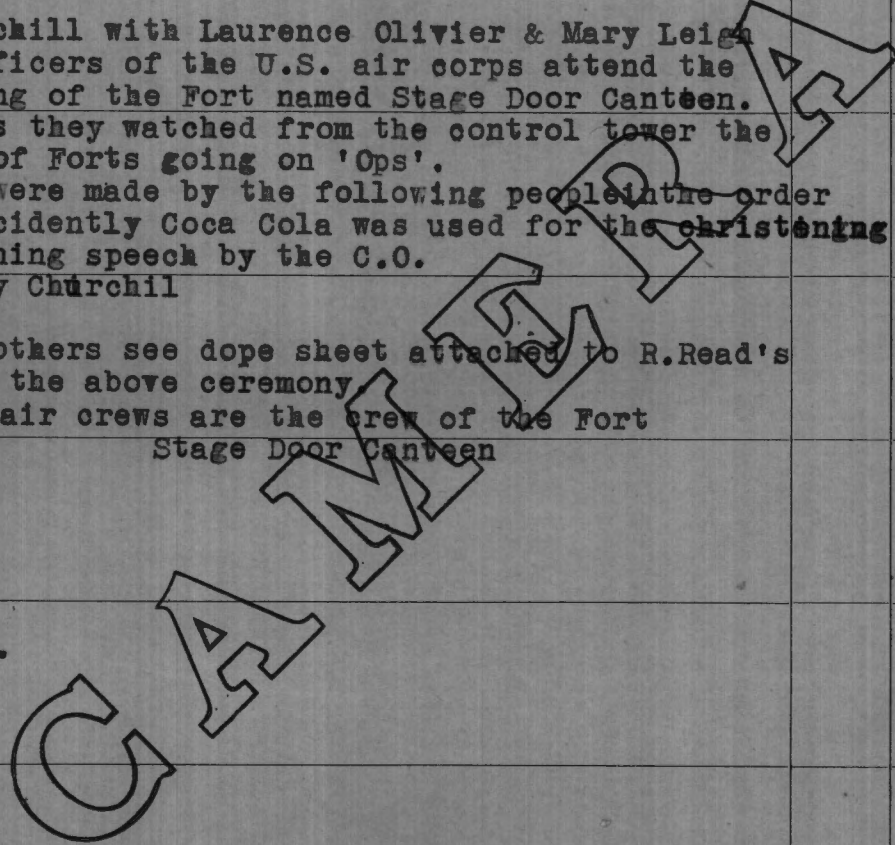 chill with Laurence Olivier & Mary Leigh
ficers of the U.S. air corps attend the
ng of the Fort named Stage Door Canteen.
s they watched from the control tower the
of Forts going on 'Ops'.
were made by the following peopleinthe order
cidently Coca Cola was used for the christening
ning speech by the C.O.
y Churchil
others see dope sheet attached to R.Read's
the above ceremony.
air crews are the crew of the Fort
Stage Door Canteen
CAMERA